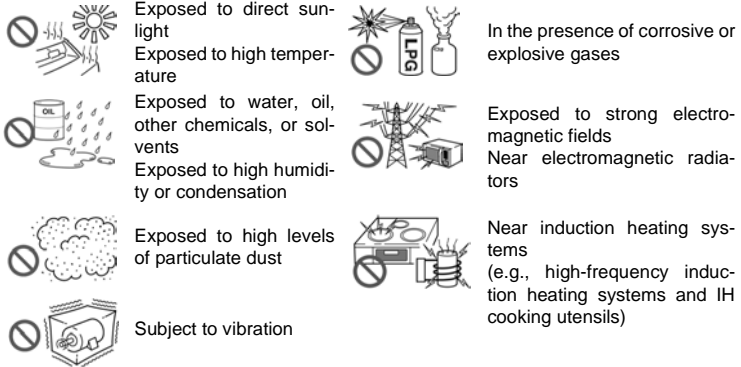 Exposed to direct sun-
light
Exposed to high temper-
ature
OIL
Exposed to water, oil,
other chemicals, or sol-
vents
Exposed to high humidi-
ty or condensation
Exposed to high levels
of particulate dust
Subject to vibration
LPG
In the presence of corrosive or
explosive gases
Exposed to strong electro-
magnetic fields
Near electromagnetic radia-
tors
Near induction heating sys-
tems
(e.g., high-frequency induc-
tion heating systems and IH
cooking utensils)